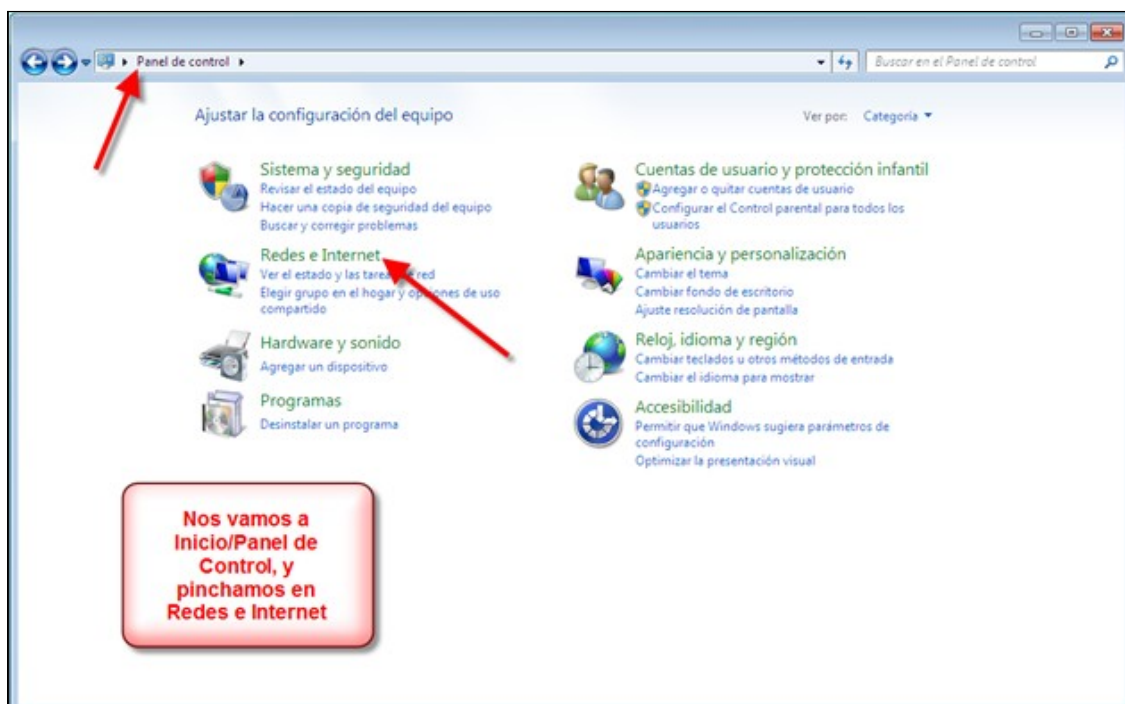 Panel de control
Buscar en el Panel de control
Ajustar la configuración del equipo
Ver por: Categoría
Sistema y seguridad
Revisar el estado del equipo
Hacer una copia de seguridad del equipo
Buscar y corregir problemas
Redes e Internet
Ver el estado y las tareas de red
Elegir grupo en el hogar y opciones de uso
compartido
Hardware y sonido
Agregar un dispositivo
Programas
Desinstalar un programa
Cuentas de usuario y protección infantil
Agregar o quitar cuentas de usuario
Configurar el Control parental para todos los
usuarios
Apariencia y personalización
Cambiar el tema
Cambiar fondo de escritorio
Ajuste resolución de pantalla
Reloj, idioma y región
Cambiar teclados u otros métodos de entrada
Cambiar el idioma para mostrar
Accesibilidad
Permitir que Windows sugiera parámetros de
configuración
Optimizar la presentación visual
Nos vamos a
Inicio/Panel de
Control, y
pinchamos en
Redes e Internet